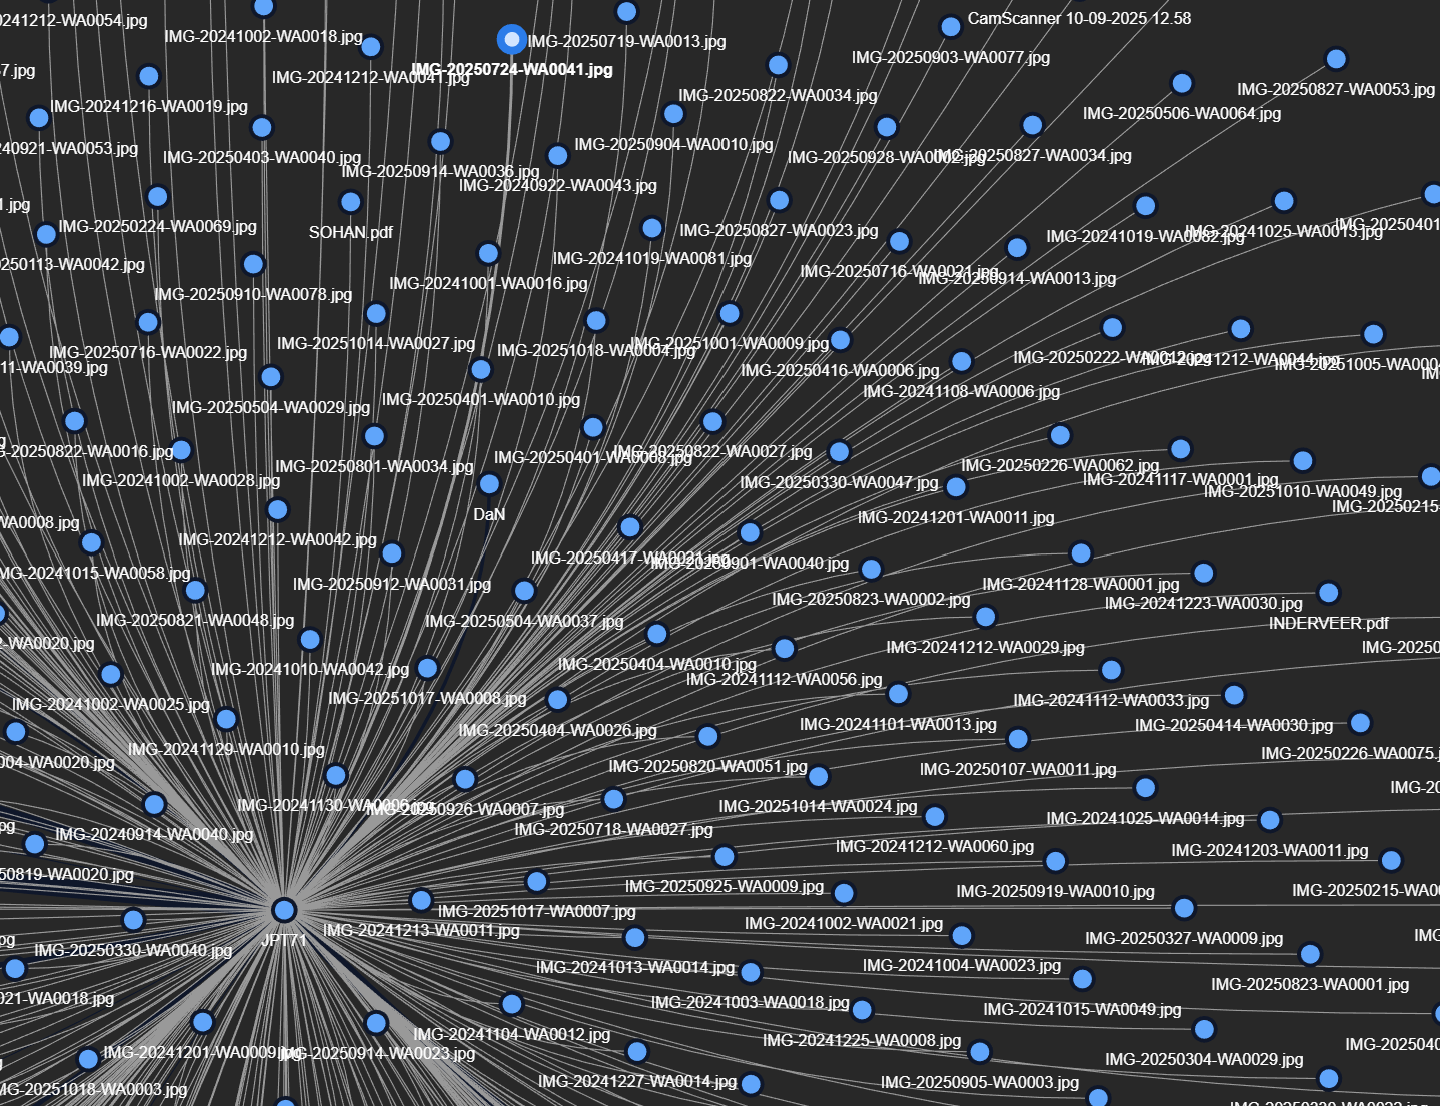 0241212-WA0054.jpg
CamScanner 10-09-2025 12.58
IMG-20241002-WA0018.jpg
IMG-20250719-WA0013.jpg
IMG-20250903-WA0077.jpg
7.jpg
IMG-20241212-WA0041.jpg
IMG-20250724-WA0041.jpg
IMG-20250827-WA0053.jpg
IMG-20250822-WA0034.jpg
IMG-20241216-WA0019.jpg
IMG-20250506-WA0064.jpg
240921-WA0053.jpg
IMG-20250904-WA0010.jpg
IMG-20250403-WA0040.jpg
IMG-20250928-WA0002.jpg
IMG-20250827-WA0034.jpg
IMG-20250914-WA0036.jpg
IMG-20240922-WA0043.jpg
1.jpg
IMG-20250224-WA0069.jpg
SOHAN.pdf
IMG-20250827-WA0023.jpg
IMG-20241019-WA0082.jpg
IMG-20241025-WA0013.jpg
IMG-20250401
250113-WA0042.jpg
IMG-20241019-WA0081.jpg
IMG-20250716-WA0021.jpg
IMG-20250914-WA0013.jpg
IMG-20241001-WA0016.jpg
IMG-20250910-WA0078.jpg
IMG-20251014-WA0027.jpg
IMG-20251018-WA0004.jpg
IMG-20251001-WA0009.jpg
IMG-20250716-WA0022.jpg
IMG-20250222-WA0012.jpg
IMG-20241212-WA0044.jpg
IMG-20251005-WA000
11-WA0039.jpg
IMG-20250416-WA0006.jpg
IMG-20241108-WA0006.jpg
IMG-20250504-WA0029.jpg
IMG-20250401-WA0010.jpg
G-20250822-WA0016.jpg
IMG-20250401-WA0008.jpg
IMG-20250822-WA0027.jpg
IMG-20250801-WA0034.jpg
IMG-20250226-WA0062.jpg
IMG-20241002-WA0028.jpg
IMG-20250330-WA0047.jpg
IMG-20241117-WA0001.jpg
IMG-20251010-WA0049.jpg
IMG-20250215-
DaN
IMG-20241201-WA0011.jpg
WA0008.jpg
IMG-20241212-WA0042.jpg
IMG-20250417-WA0021.jpg
IMG-20250901-WA0040.jpg
MG-20241015-WA0058.jpg
IMG-20250912-WA0031.jpg
IMG-20241128-WA0001.jpg
IMG-20250823-WA0002.jpg
IMG-20241223-WA0030.jpg
IMG-20250821-WA0048.jpg
IMG-20250504-WA0037.jpg
INDERVEER.pdf
-WA0020.jpg
IMG-20241212-WA0029.jpg
IMG-20250
IMG-20241010-WA0042.jpg
IMG-20250404-WA0010.jpg
IMG-20241112-WA0056.jpg
IMG-20241002-WA0025.jpg
IMG-20251017-WA0008.jpg
IMG-20241112-WA0033.jpg
IMG-20241101-WA0013.jpg
IMG-20250414-WA0030.jpg
IMG-20250404-WA0026.jpg
IMG-20241129-WA0010.jpg
IMG-20250226-WA0075.j
004-WA0020.jpg
IMG-20250820-WA0051.jpg
IMG-20250107-WA0011.jpg
IMG-20
IMG-20241130-WA0006.jpg
IMG-20250926-WA0007.jpg
IMG-20251014-WA0024.jpg
IMG-20241025-WA0014.jpg
pg
IMG-20240914-WA0040.jpg
IMG-20250718-WA0027.jpg
IMG-20241212-WA0060.jpg
IMG-20241203-WA0011.jpg
50819-WA0020.jpg
IMG-20250925-WA0009.jpg
IMG-20250919-WA0010.jpg
IMG-20250215-WA0
IMG-20251017-WA0007.jpg
IMG-20241213-WA0011.jpg
IMG-20241002-WA0021.jpg
JPT71
pg
IMG-20250330-WA0040.jpg
IMG-20250327-WA0009.jpg
IMG-
IMG-20241013-WA0014.jpg
IMG-20241004-WA0023.jpg
IMG-20250823-WA0001.jpg
021-WA0018.jpg
IMG-20241003-WA0018.jpg
IMG-20241015-WA0049.jpg
IMG-20241104-WA0012.jpg
IMG-20241225-WA0008.jpg
IMG-202504
IMG-20241201-WA0009.jpg
IMG-20250914-WA0023.jpg
IMG-20250304-WA0029.jpg
IMG-20241227-WA0014.jpg
IMG-20250905-WA0003.jpg
MG-20251018-WA0003.jpg